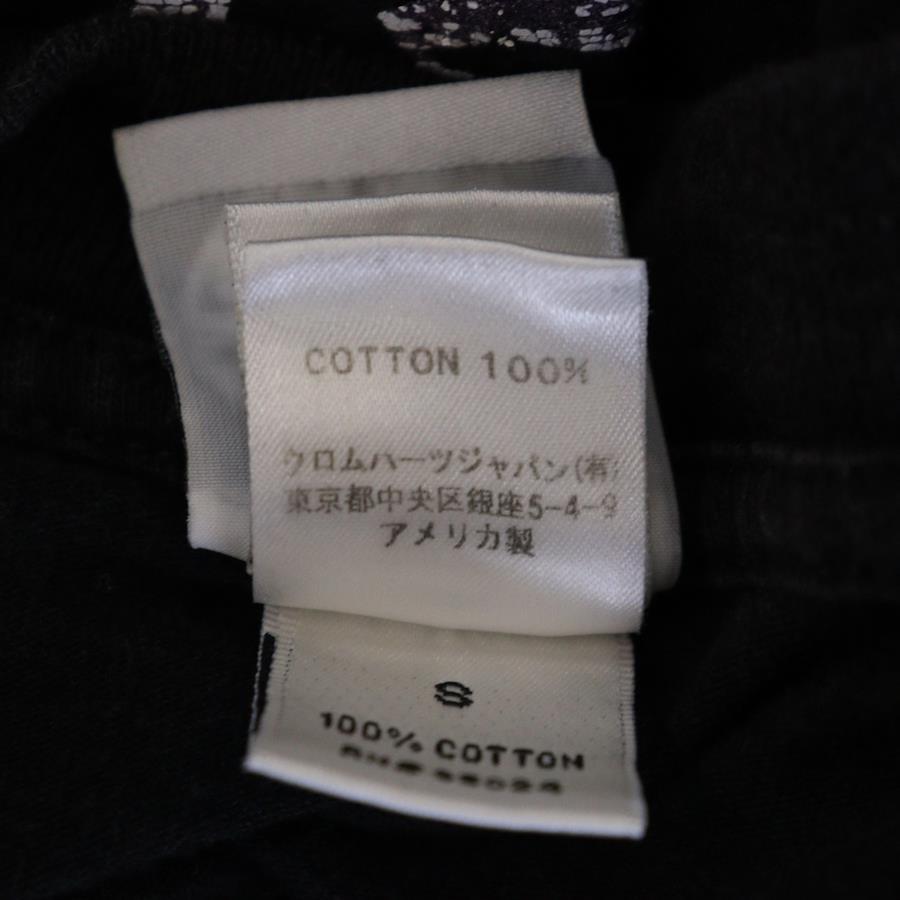 COTTON 100%
クロムハーツジャパン(有)
東京都中央区銀座5-4-9
アメリカ製
S
100% COTTON